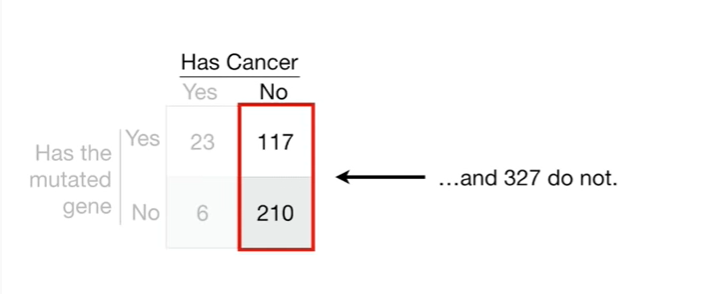 Has Cancer
Yes No
Has the
mutated
gene
Yes 23 117
No 6 210
…and 327 do not.